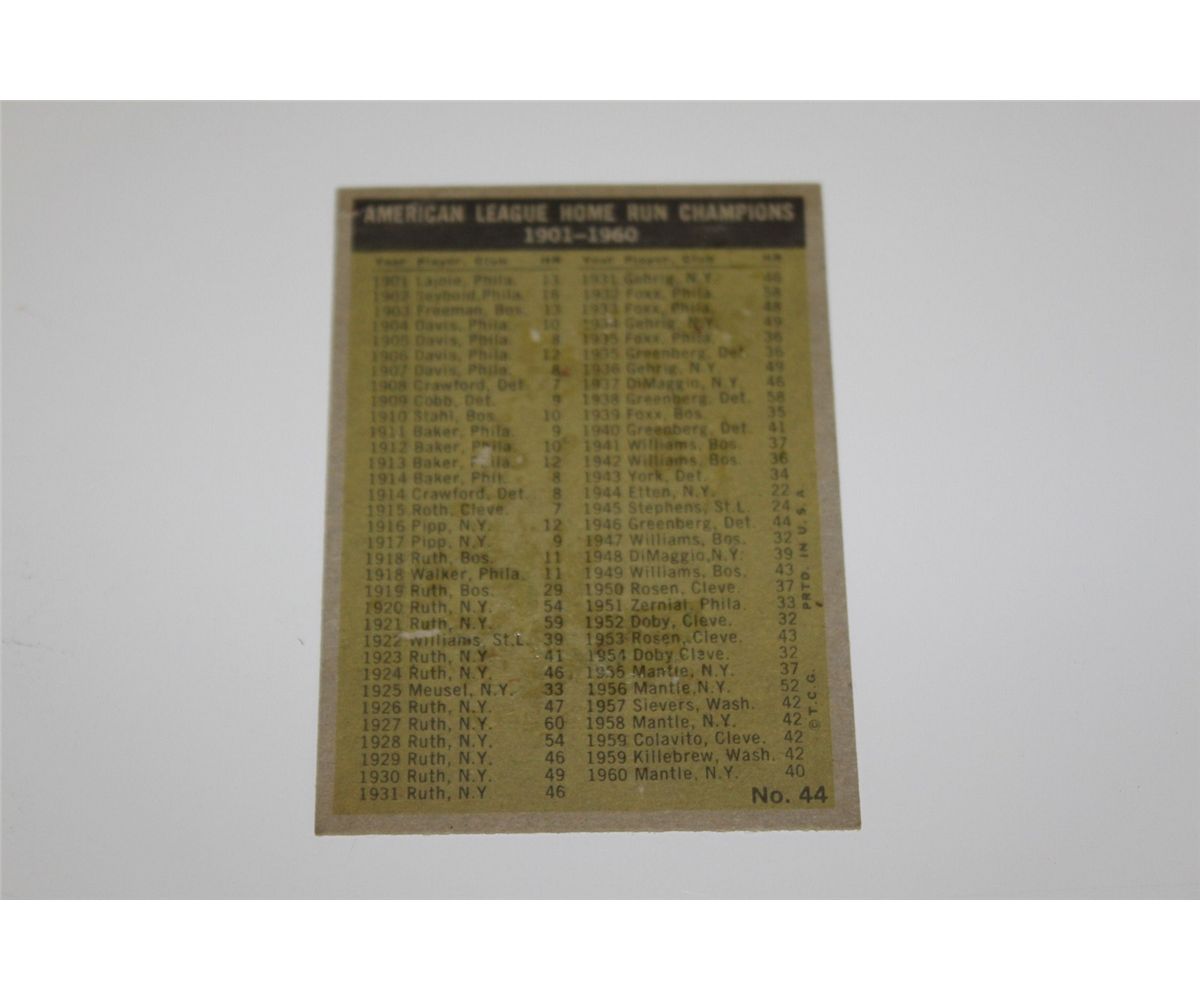 AMERICAN LEAGUE HOME RUN CHAMPIONS
1901-1960
Year Player, Club HR
1901 Lajoie, Phila. 13
1902 Seybold, Phila. 16
1903 Freeman, Bos. 13
1904 Davis, Phila. 10
1905 Davis, Phila. 8
1906 Davis, Phila. 12
1907 Davis, Phila. 8
1908 Crawford, Det. 7
1909 Cobb, Det. 9
1910 Stahl, Bos. 10
1911 Baker, Phila. 9
1912 Baker, Phila. 10
1913 Baker, Phila. 12
1914 Baker, Phil. 8
1914 Crawford, Det. 8
1915 Roth, Cleve. 7
1916 Pipp, N.Y. 12
1917 Pipp, N.Y. 9
1918 Ruth, Bos. 11
1918 Walker, Phila. 11
1919 Ruth, Bos. 29
1920 Ruth, N.Y. 54
1921 Ruth, N.Y. 59
1922 Williams, St.L. 39
1923 Ruth, N.Y. 41
1924 Ruth, N.Y. 46
1925 Meusel, N.Y. 33
1926 Ruth, N.Y. 47
1927 Ruth, N.Y. 60
1928 Ruth, N.Y. 54
1929 Ruth, N.Y. 46
1930 Ruth, N.Y. 49
1931 Ruth, N.Y 46
Year Player, Club HR
1931 Gehrig, N.Y. 46
1932 Foxx, Phila. 58
1933 Foxx, Phila. 48
1934 Gehrig, N.Y. 49
1935 Foxx, Phila. 36
1935 Greenberg, Det. 36
1936 Gehrig, N.Y. 49
1937 DiMaggio, N.Y. 46
1938 Greenberg, Det. 58
1939 Foxx, Bos. 35
1940 Greenberg, Det. 41
1941 Williams, Bos. 37
1942 Williams, Bos. 36
1943 York, Det. 34
1944 Etten, N.Y. 22
1945 Stephens, St.L. 24
1946 Greenberg, Det. 44
1947 Williams, Bos. 32
1948 DiMaggio,N.Y. 39
1949 Williams, Bos. 43
1950 Rosen, Cleve. 37
1951 Zernial, Phila. 33
1952 Doby, Cleve. 32
1953 Rosen, Cleve. 43
1954 Doby,Cleve. 32
1955 Mantle, N.Y. 37
1956 Mantle,N.Y. 52
1957 Sievers, Wash. 42
1958 Mantle, N.Y. 42
1959 Colavito, Cleve. 42
1959 Killebrew, Wash. 42
1960 Mantle, N.Y. 40
No. 44
© T.C.G. PRTD. IN U.S.A